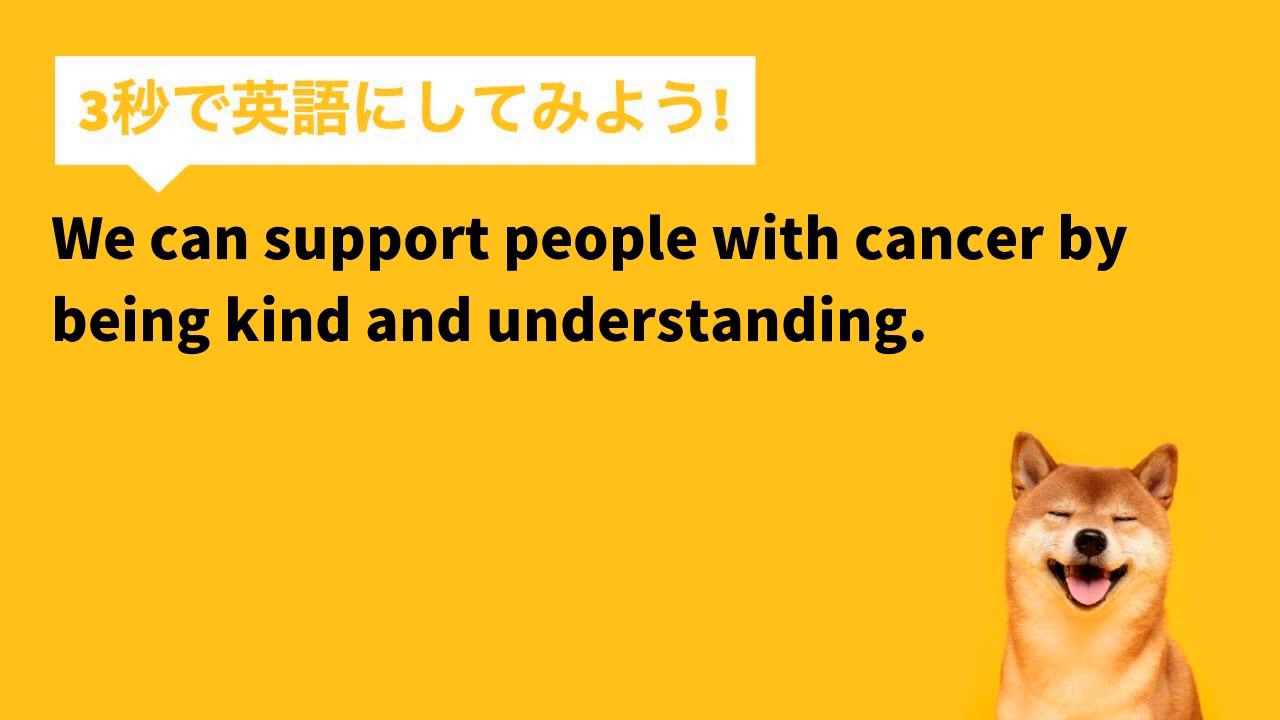 3秒で英語にしてみよう!
We can support people with cancer by
being kind and understanding.